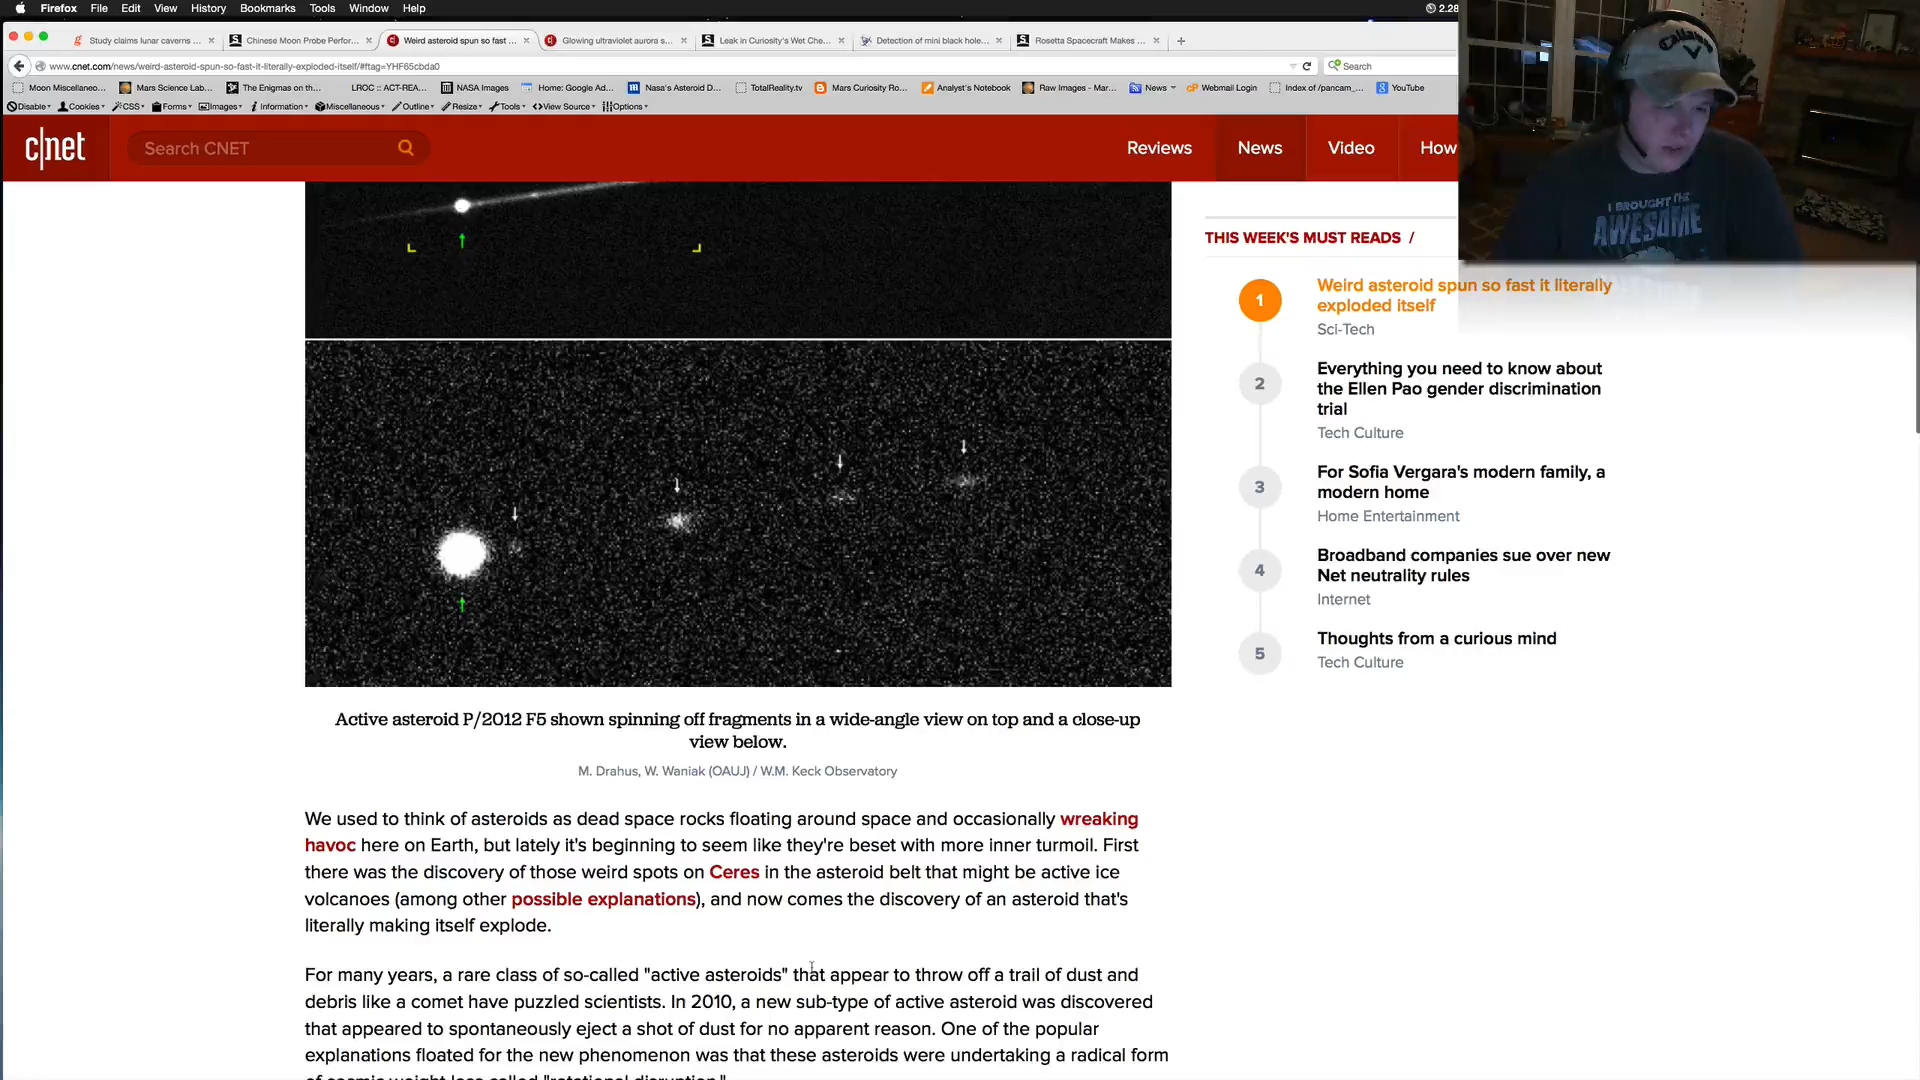 Firefox File Edit View History Bookmarks Tools Window Help 2.28
Study claims lunar caverns ... Chinese Moon Probe Perfor... Weird asteroid spun so fast ... Glowing ultraviolet aurora s... Leak in Curiosity's Wet Che... Detection of mini black hole... Rosetta Spacecraft Makes ...
www.cnet.com/news/weird-asteroid-spun-so-fast-it-literally-exploded-itself/#ftag=YHF65cbda0 Search
Moon Miscellaneo... Mars Science Lab... The Enigmas on th... LROC :: ACT-REA... NASA Images Home: Google Ad... Nasa's Asteroid D... TotalReality.tv Mars Curiosity Ro... Analyst's Notebook Raw Images - Mar... News Webmail Login Index of /pancam_... YouTube
Disable Cookies CSS Forms Images Information Miscellaneous Outline Resize Tools View Source Options
c|net Search CNET Reviews News Video How
CALLAWAY
I BROUGHT THE
AWESOME
THIS WEEK'S MUST READS /
1 Weird asteroid spun so fast it literally
exploded itself
Sci-Tech
2 Everything you need to know about
the Ellen Pao gender discrimination
trial
Tech Culture
3 For Sofia Vergara's modern family, a
modern home
Home Entertainment
4 Broadband companies sue over new
Net neutrality rules
Internet
5 Thoughts from a curious mind
Tech Culture
Active asteroid P/2012 F5 shown spinning off fragments in a wide-angle view on top and a close-up
view below.
M. Drahus, W. Waniak (OAUJ) / W.M. Keck Observatory
We used to think of asteroids as dead space rocks floating around space and occasionally wreaking
havoc here on Earth, but lately it's beginning to seem like they're beset with more inner turmoil. First
there was the discovery of those weird spots on Ceres in the asteroid belt that might be active ice
volcanoes (among other possible explanations), and now comes the discovery of an asteroid that's
literally making itself explode.
For many years, a rare class of so-called "active asteroids" that appear to throw off a trail of dust and
debris like a comet have puzzled scientists. In 2010, a new sub-type of active asteroid was discovered
that appeared to spontaneously eject a shot of dust for no apparent reason. One of the popular
explanations floated for the new phenomenon was that these asteroids were undertaking a radical form
of cosmic weight loss called "rotational disruption."